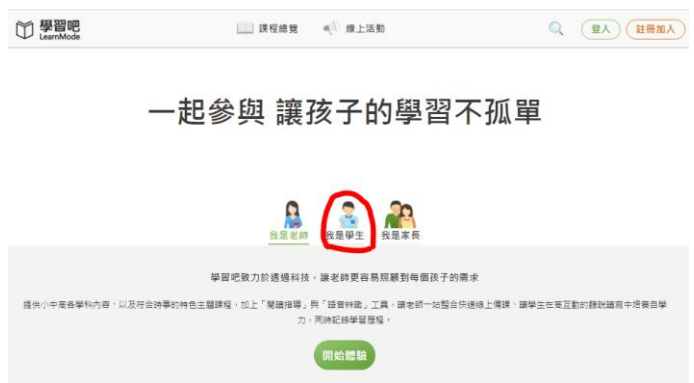 學習吧
LearnMode
課程總覽
線上活動
登入
註冊加入
一起參與 讓孩子的學習不孤單
我是老師
我是學生
我是家長
學習吧致力於透過科技,讓老師更容易照顧到每個孩子的需求
提供小中高各學科內容、以及符合時事的特色主題課程,加上「閱讀指導」與「語音辨識」工具,讓老師一站整合快速線上備課、讓學生在高互動的聽說讀寫中培養自學
力,同時記錄學習歷程。
開始體驗